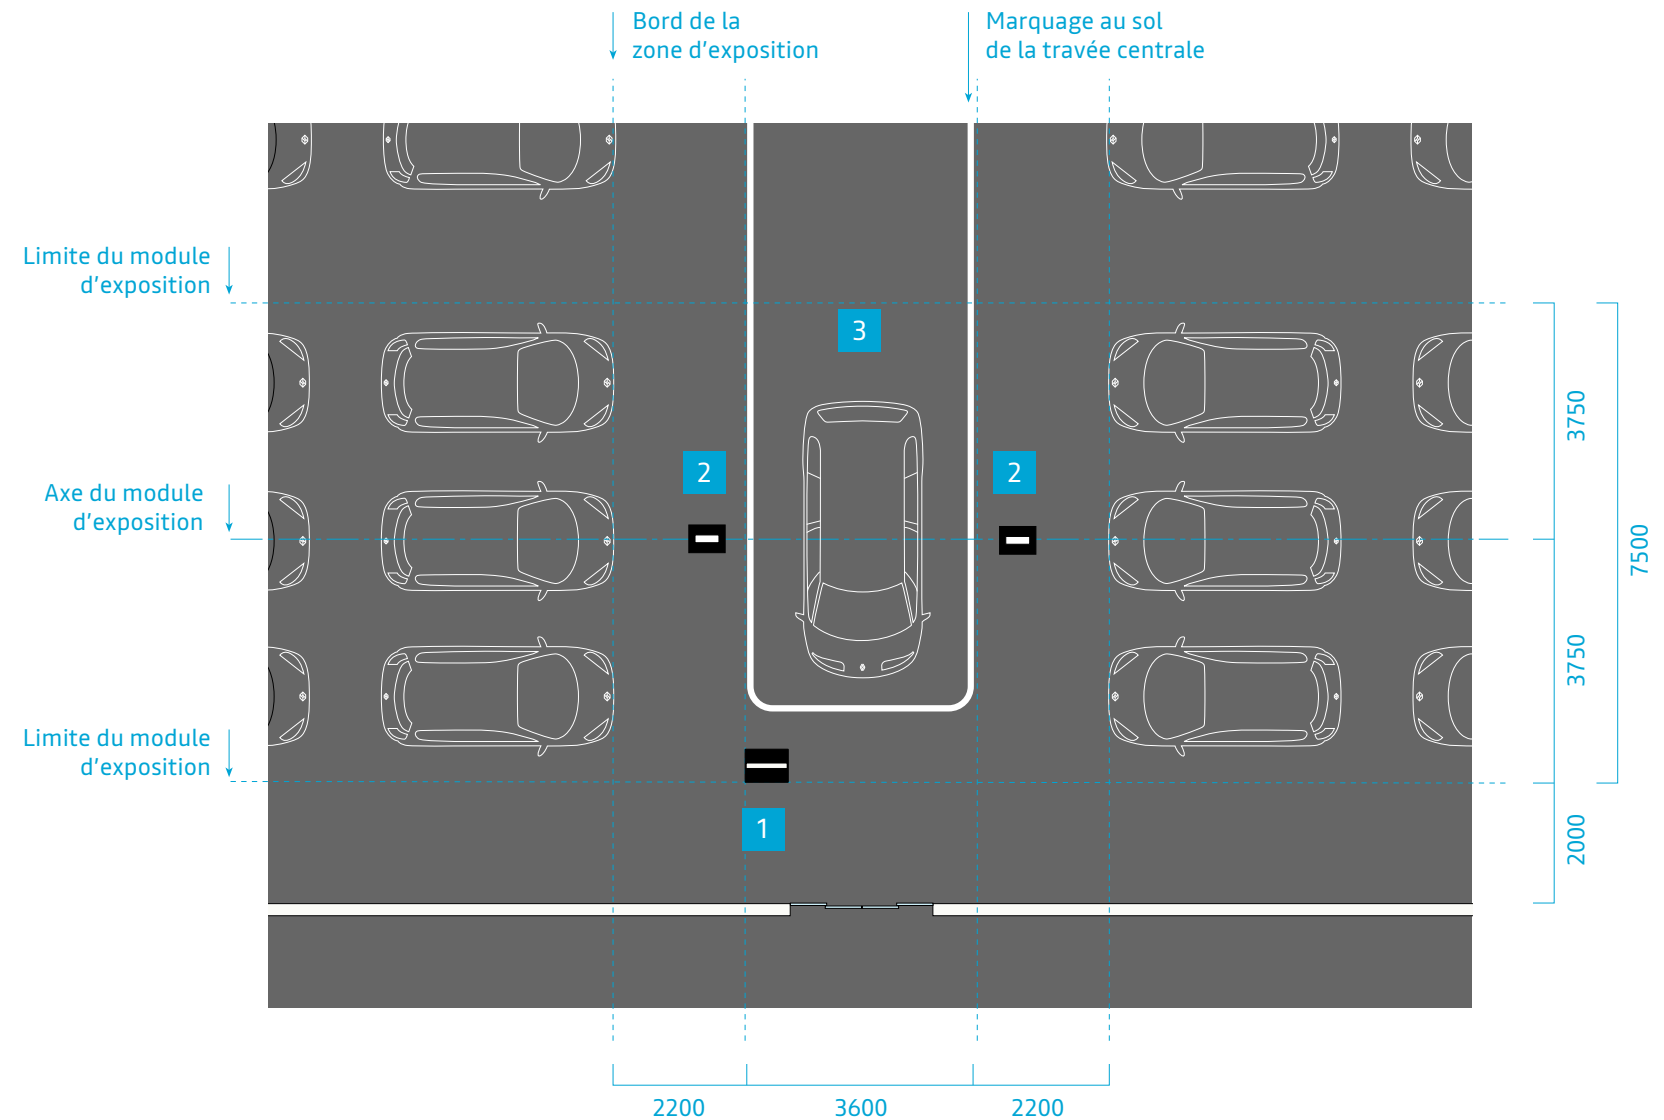 Bord de la
zone d'exposition
Marquage au sol
de la travée centrale
Limite du module
d'exposition
3
3750
2
2
Axe du module
d'exposition
7500
3750
Limite du module
d'exposition
1
2000
2200
3600
2200